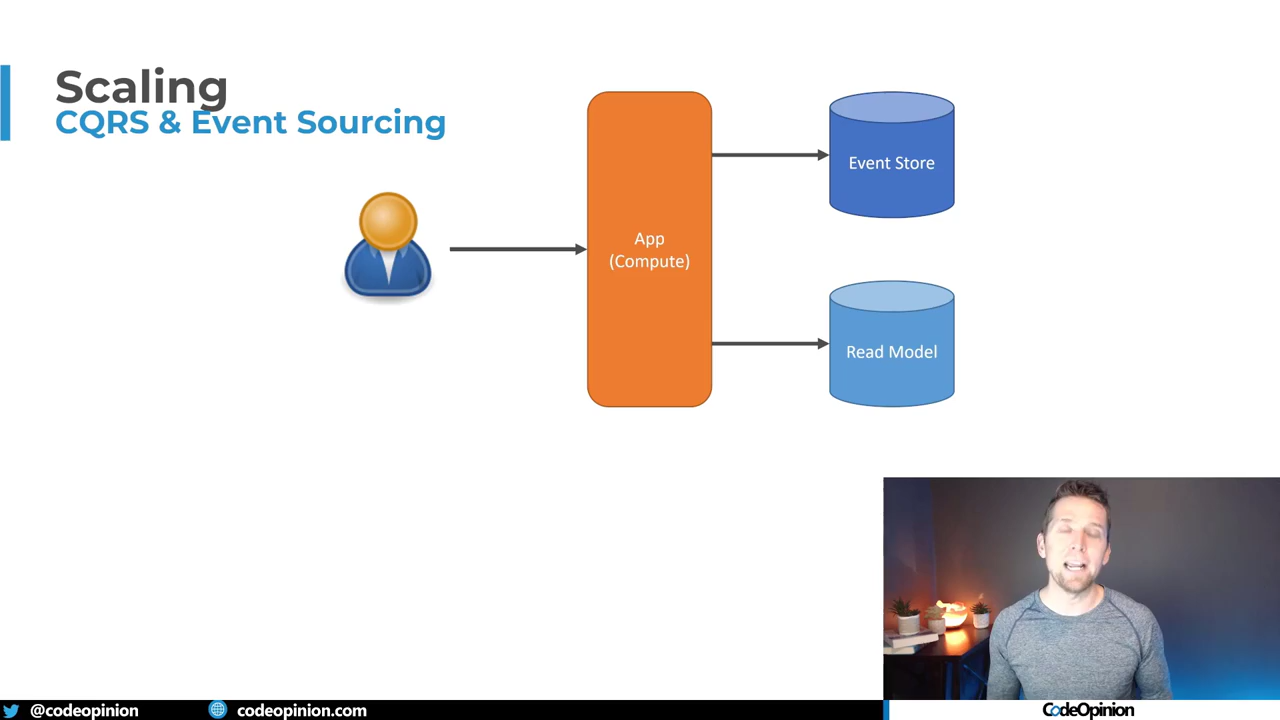 Scaling
CQRS & Event Sourcing
App
(Compute)
Event Store
Read Model
@codeopinion
codeopinion.com
CodeOpinion